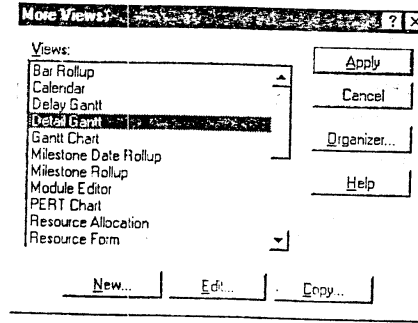 More Views
? ×
Views:
Bar Rollup
Calendar
Delay Gantt
Detail Gantt
Gantt Chart
Milestone Date Rollup
Milestone Rollup
Module Editor
PERT Chart
Resource Allocation
Resource Form
Apply
Cancel
Organizer...
Help
New... Edit... Copy...